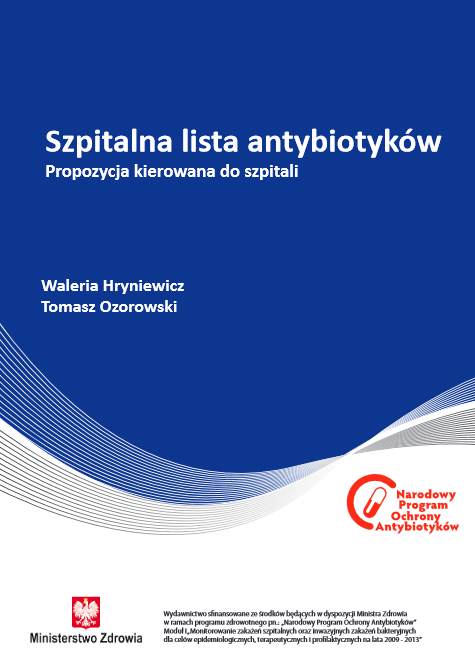 Szpitalna lista antybiotyków
Propozycja kierowana do szpitali
Waleria Hryniewicz
Tomasz Ozorowski
Narodowy
Program
Ochrony
Antybiotyków
Ministerstwo Zdrowia
Wydawnictwo sfinansowane ze środków będących w dyspozycji Ministra Zdrowia
w ramach programu zdrowotnego pn.: „Narodowy Program Ochrony Antybiotyków”
Moduł I „Monitorowanie zakażeń szpitalnych oraz inwazyjnych zakażeń bakteryjnych
dla celów epidemiologicznych, terapeutycznych i profilaktycznych na lata 2009 - 2013”